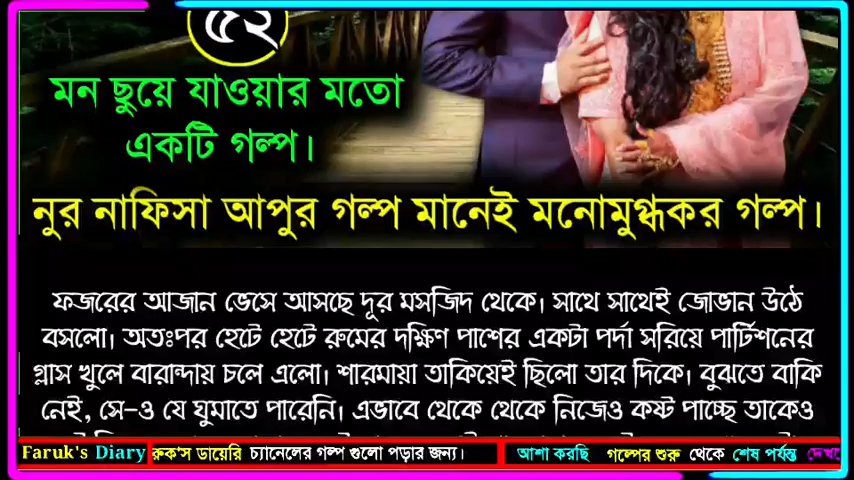 ৫২
মন ছুয়ে যাওয়ার মতো
একটি গল্প।
নুর নাফিসা আপুর গল্প মানেই মনোমুগ্ধকর গল্প।
ফজরের আজান ভেসে আসছে দূর মসজিদ থেকে। সাথে সাথেই জোভান উঠে
বসলো। অতঃপর হেটে হেটে রুমের দক্ষিণ পাশের একটা পর্দা সরিয়ে পার্টিশনের
গ্লাস খুলে বারান্দায় চলে এলো। শারমায়া তাকিয়েই ছিলো তার দিকে। বুঝতে বাকি
নেই, সে-ও যে ঘুমাতে পারেনি। এভাবে থেকে থেকে নিজেও কষ্ট পাচ্ছে তাকেও
Faruk's Diary রুক'স ডায়েরি চ্যানেলের গল্প গুলো পড়ার জন্য। আশা করছি গল্পের শুরু থেকে শেষ পর্যন্ত